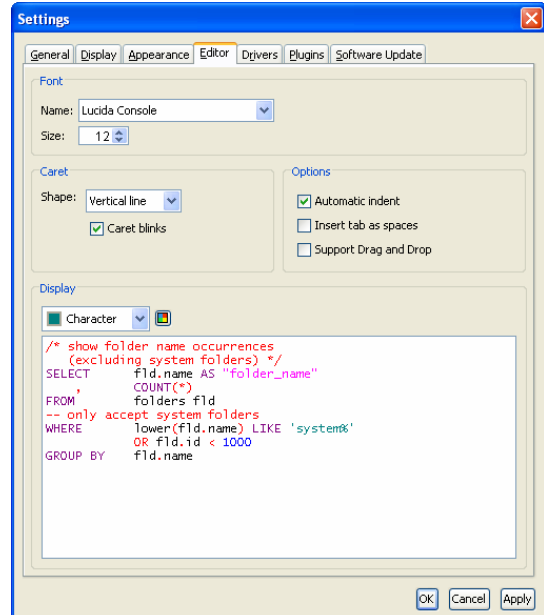 Settings
General Display Appearance Editor Drivers Plugins Software Update
Font
Name: Lucida Console
Size: 12
Caret
Shape: Vertical line
Caret blinks
Options
Automatic indent
Insert tab as spaces
Support Drag and Drop
Display
Character
/* show folder name occurrences
(excluding system folders) */
SELECT fld.name AS "folder_name"
, COUNT(*)
FROM folders fld
-- only accept system folders
WHERE lower(fld.name) LIKE 'system%'
OR fld.id < 1000
GROUP BY fld.name
OK Cancel Apply